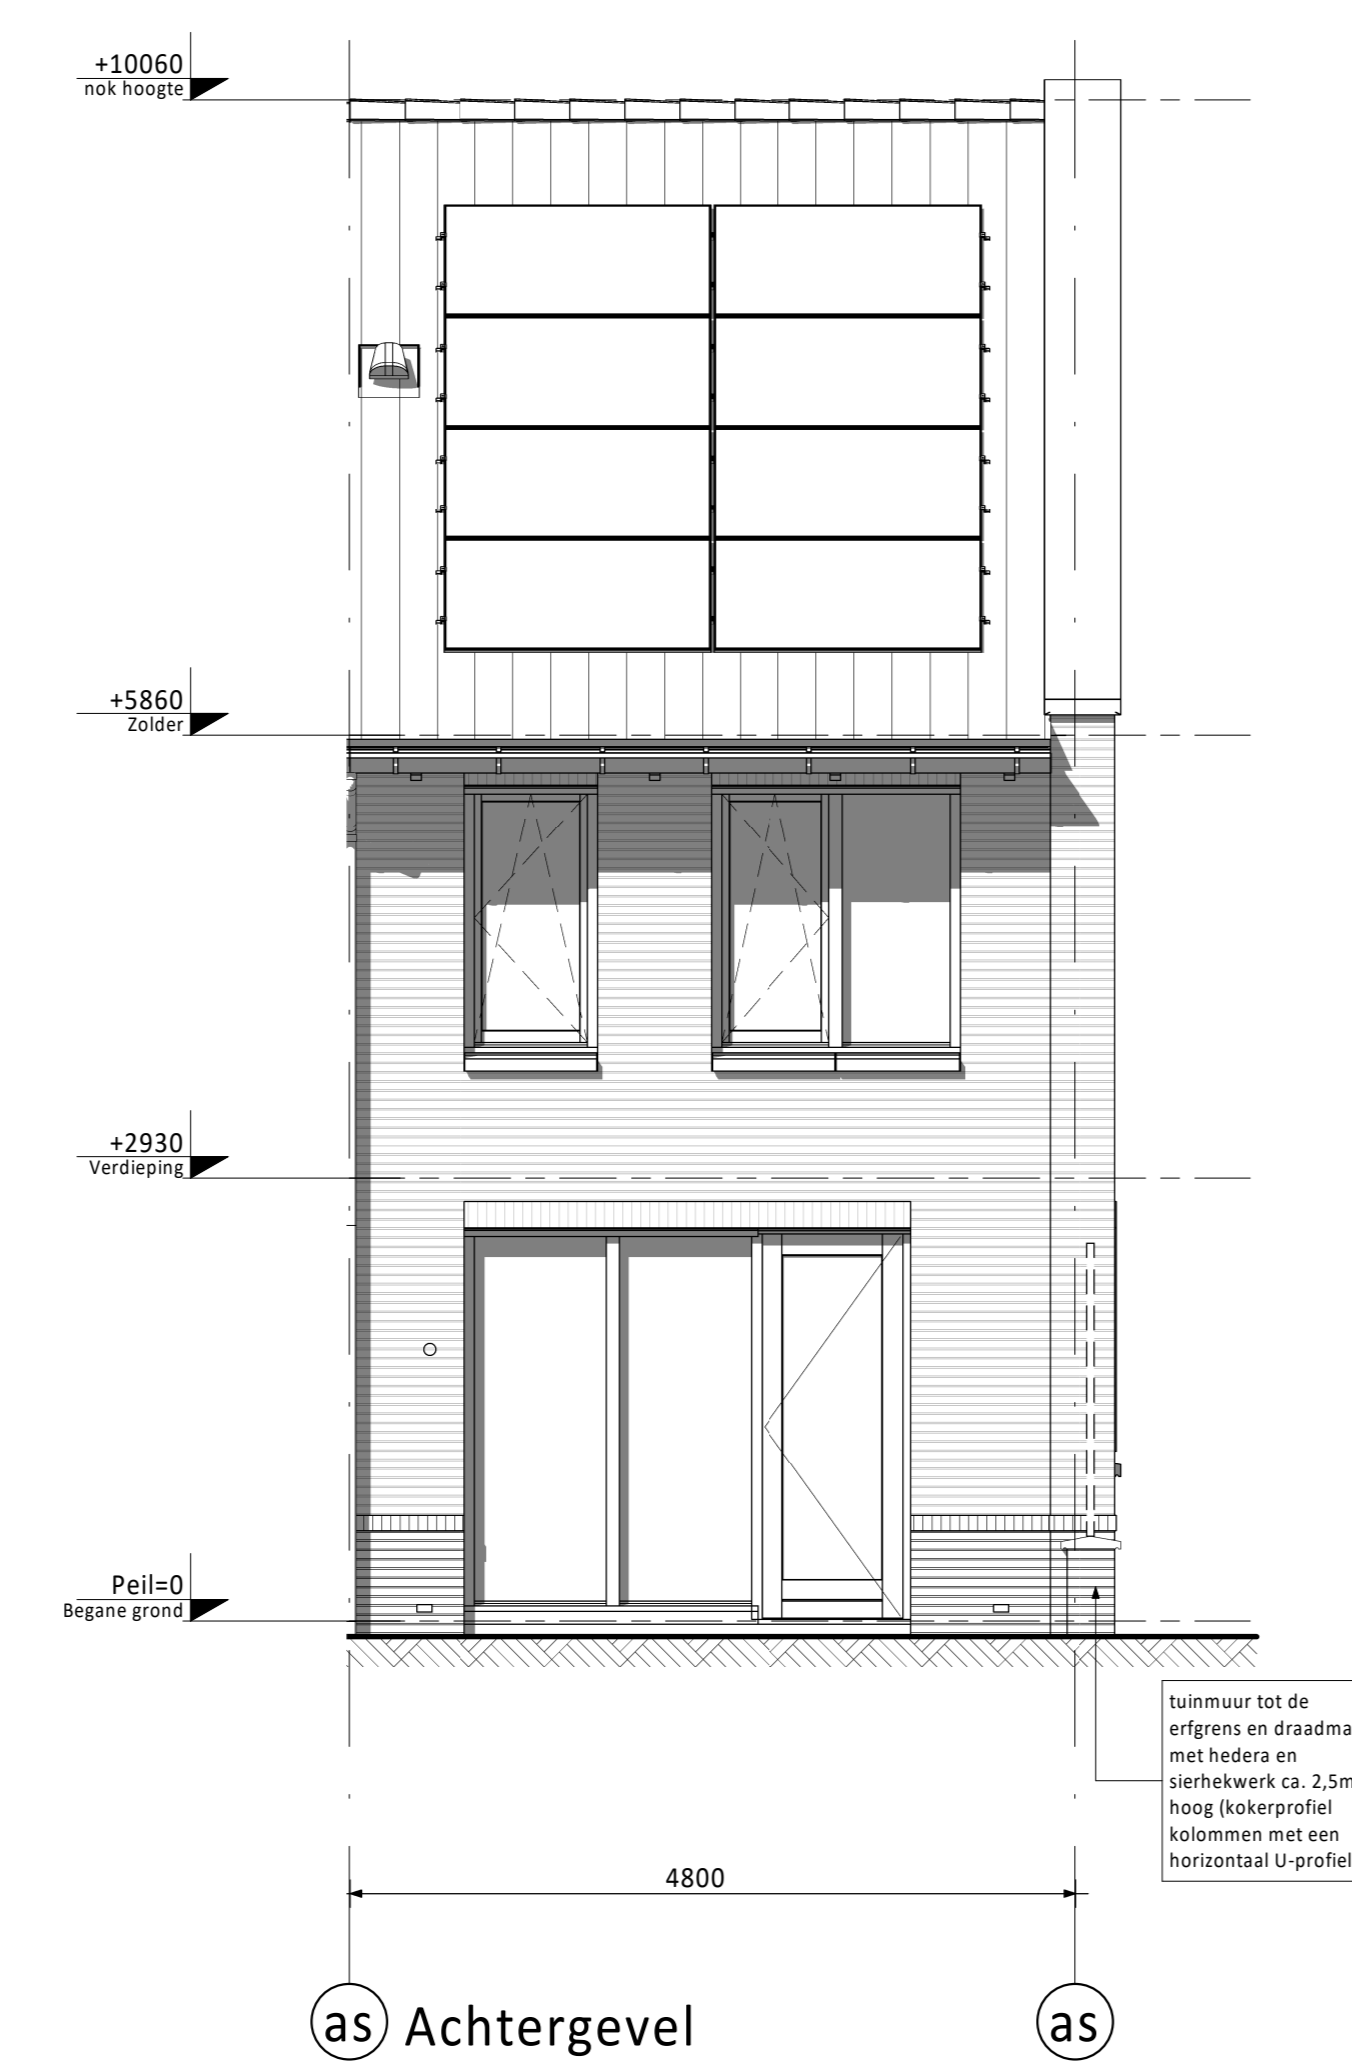 +10060
nok hoogte
+5860
Zolder
+2930
Verdieping
Peil=0
Begane grond
tuinmuur tot de
erfgrens en draadma
met hedera en
sierhekwerk ca. 2,5m
hoog (kokerprofiel
kolommen met een
horizontaal U-profiel
4800
as Achtergevel as